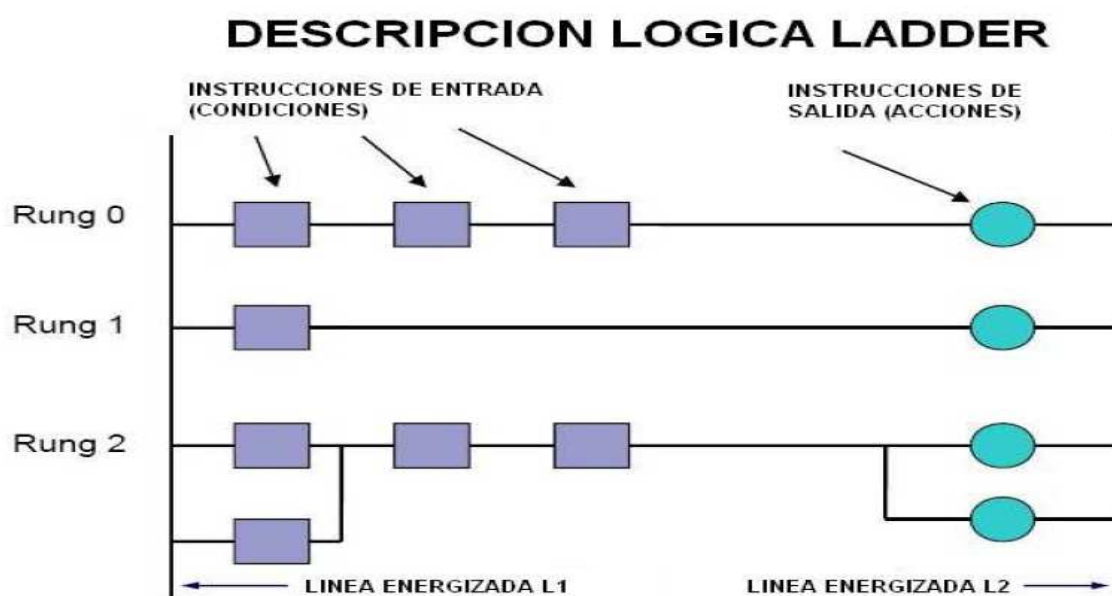 DESCRIPCION LOGICA LADDER
INSTRUCCIONES DE ENTRADA
(CONDICIONES)
INSTRUCCIONES DE
SALIDA (ACCIONES)
Rung 0
Rung 1
Rung 2
LINEA ENERGIZADA L1
LINEA ENERGIZADA L2